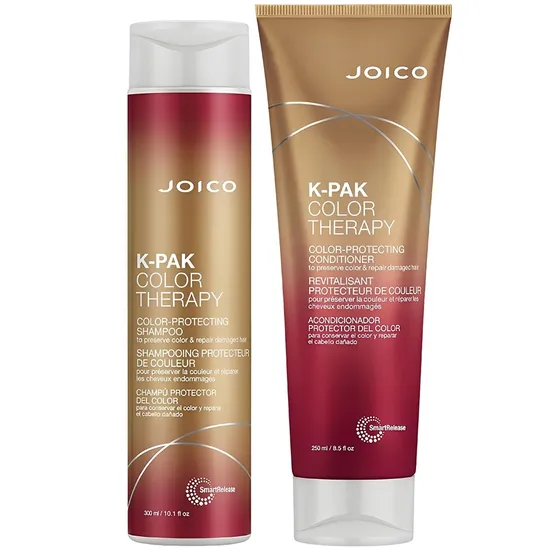 JOICO
K-PAK
COLOR
THERAPY
COLOR-PROTECTING
SHAMPOO
to preserve color & repair damaged hair
SHAMPOOING PROTECTEUR
DE COULEUR
pour préserver la couleur et réparer
les cheveux endommagés
CHAMPÚ PROTECTOR
DEL COLOR
para conservar el color y reparar
el cabello dañado
SmartRelease
300 ml / 10.1 fl oz
JOICO
K-PAK
COLOR
THERAPY
COLOR-PROTECTING
CONDITIONER
to preserve color & repair damaged hair
REVITALISANT
PROTECTEUR DE COULEUR
pour préserver la couleur et réparer les
cheveux endommagés
ACONDICIONADOR
PROTECTOR DEL COLOR
para conservar el color y reparar
el cabello dañado
SmartRelease
250 ml / 8.5 fl oz